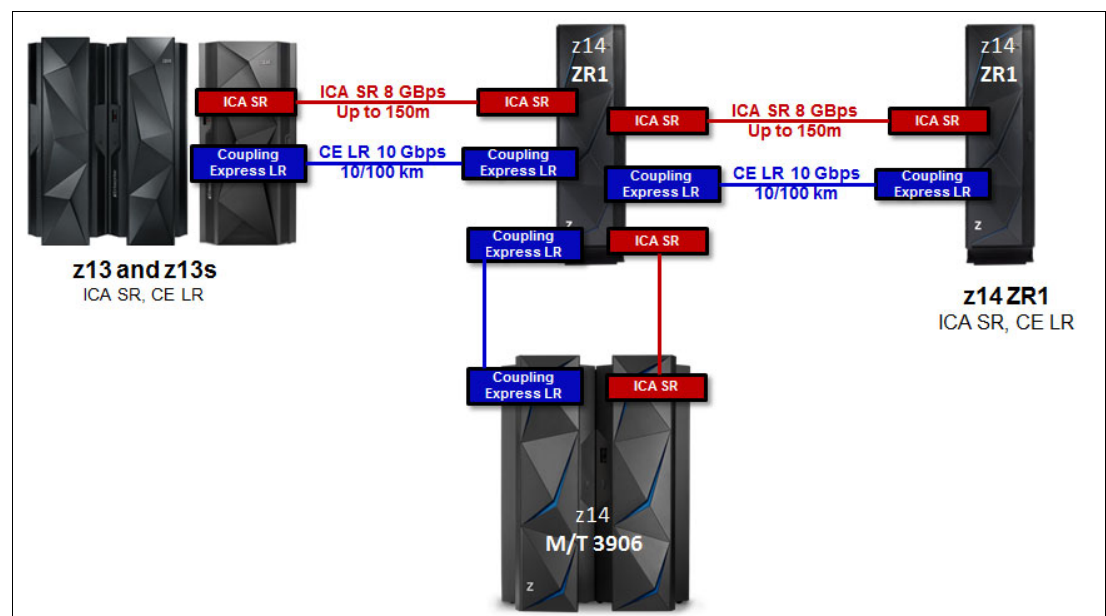 z14
ZR1
z14
ZR1
ICA SR
ICA SR 8 GBps
Up to 150m
ICA SR
ICA SR
ICA SR 8 GBps
Up to 150m
ICA SR
Coupling
Express LR
CE LR 10 Gbps
10/100 km
Coupling
Express LR
Coupling
Express LR
CE LR 10 Gbps
10/100 km
Coupling
Express LR
z
z
Coupling
Express LR
ICA SR
z13 and z13s
ICA SR, CE LR
z14 ZR1
ICA SR, CE LR
Coupling
Express LR
ICA SR
z14
M/T 3906
z